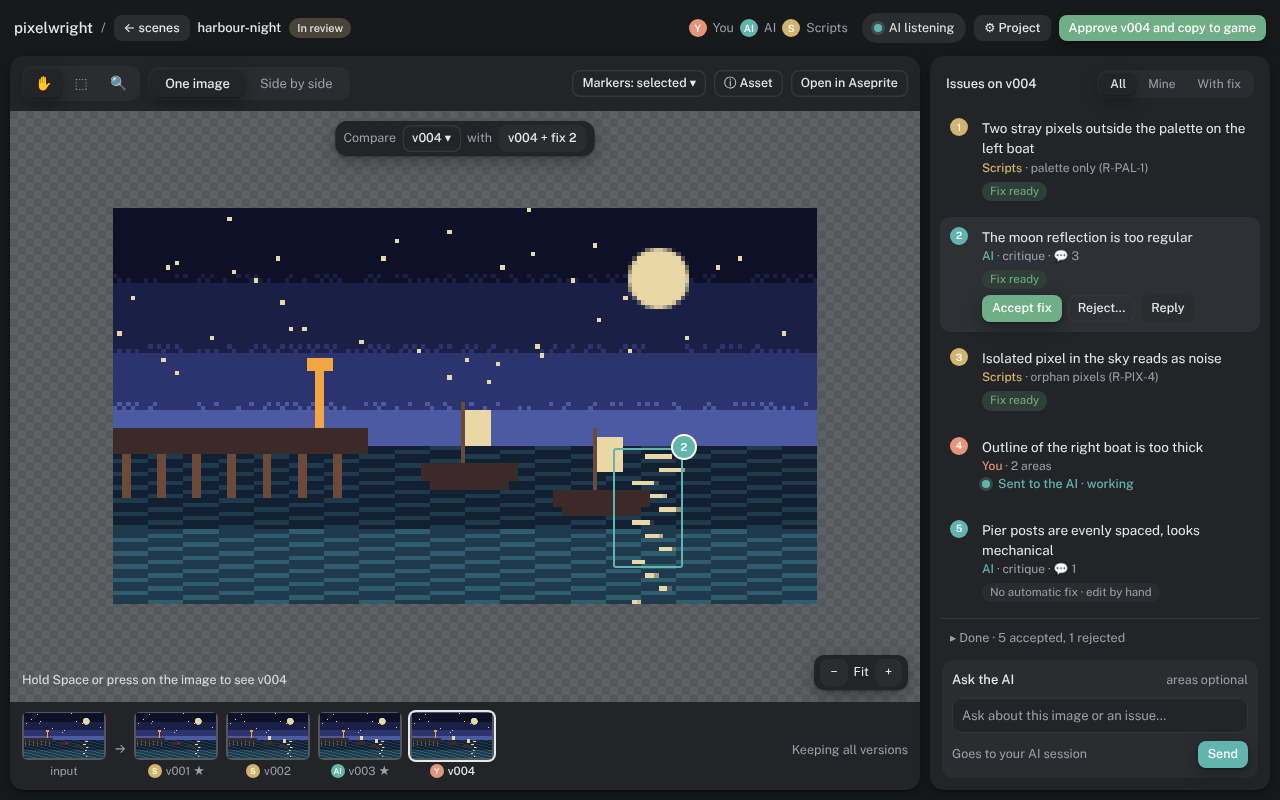 pixelwright / ← scenes harbour-night In review
Y You AI AI S Scripts AI listening ⚙ Project Approve v004 and copy to game
One image Side by side Markers: selected ▾ ⓘ Asset Open in Aseprite
Compare v004 ▾ with v004 + fix 2
2
Hold Space or press on the image to see v004
− Fit +
input → S v001 ★ S v002 AI v003 ★ Y v004
Keeping all versions
Issues on v004 All Mine With fix
1 Two stray pixels outside the palette on the
left boat
Scripts · palette only (R-PAL-1)
Fix ready
2 The moon reflection is too regular
AI · critique · 💬 3
Fix ready
Accept fix Reject... Reply
3 Isolated pixel in the sky reads as noise
Scripts · orphan pixels (R-PIX-4)
Fix ready
4 Outline of the right boat is too thick
You · 2 areas
Sent to the AI · working
5 Pier posts are evenly spaced, looks
mechanical
AI · critique · 💬 1
No automatic fix · edit by hand
▸ Done · 5 accepted, 1 rejected
Ask the AI areas optional
Ask about this image or an issue...
Goes to your AI session Send